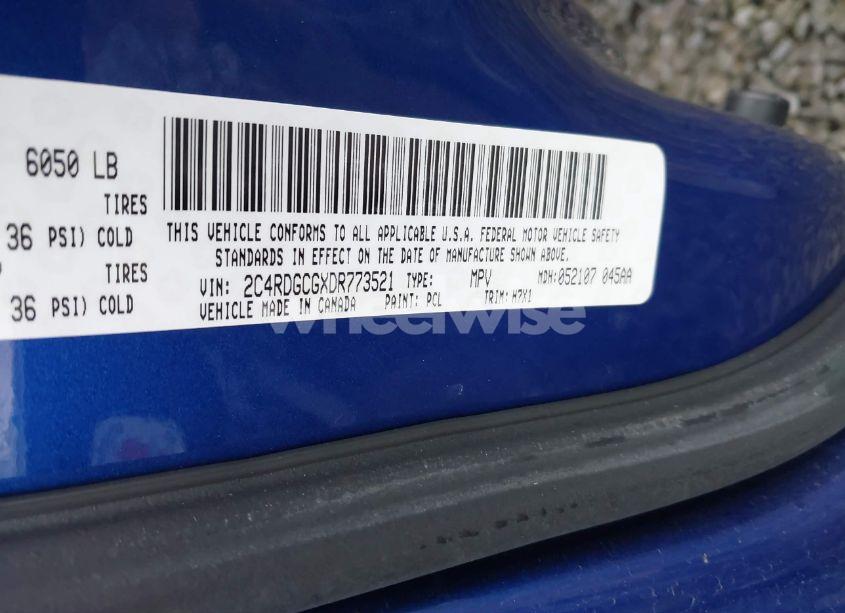 6050 LB
TIRES
36 PSI) COLD
TIRES
36 PSI) COLD
THIS VEHICLE CONFORMS TO ALL APPLICABLE U.S.A. FEDERAL MOTOR VEHICLE SAFETY
STANDARDS IN EFFECT ON THE DATE OF MANUFACTURE SHOWN ABOVE.
VIN: 2C4RDGCGXDR773521 TYPE: MPV MDH:052107 045AA
VEHICLE MADE IN CANADA PAINT: PCL TRIM: H7X1
wheelwise